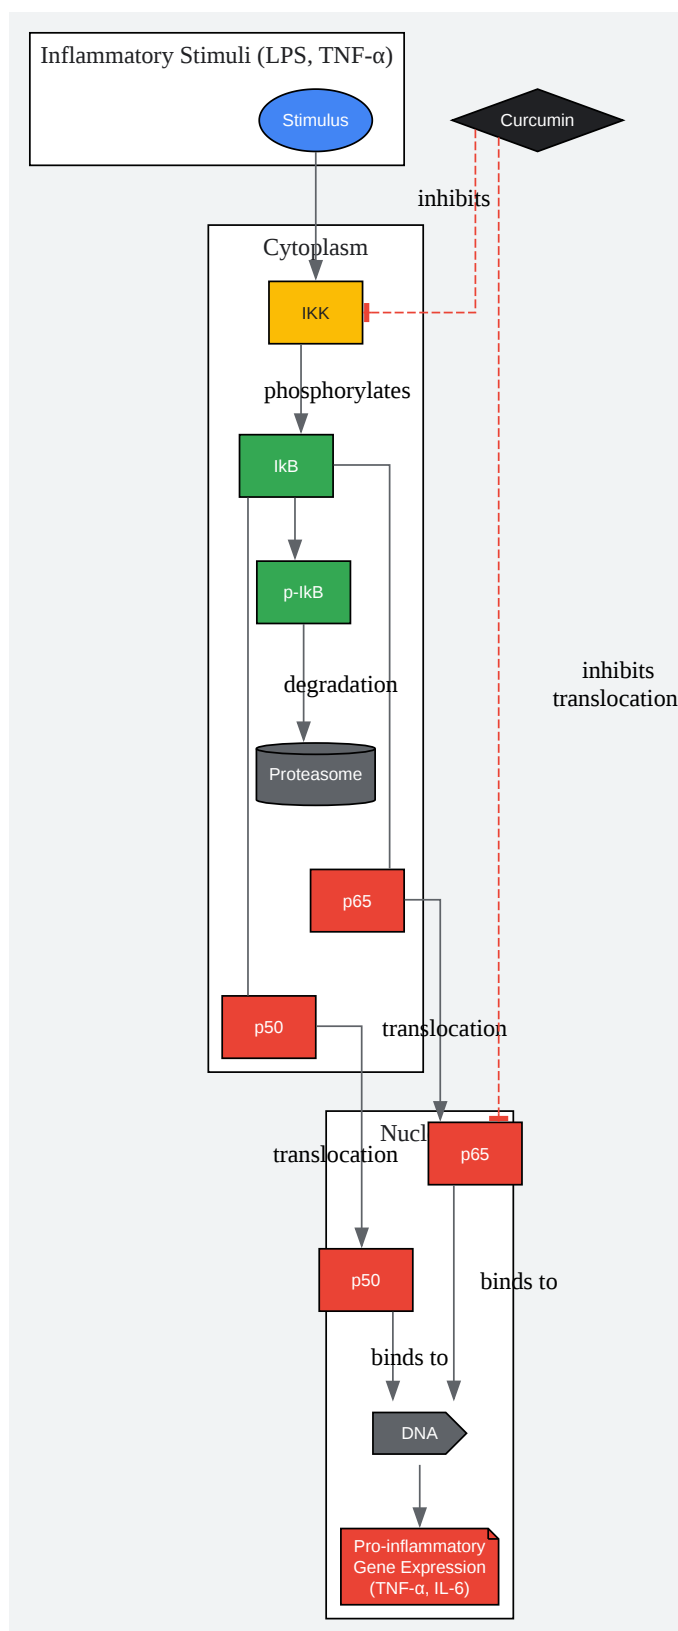 Inflammatory Stimuli (LPS, TNF-α)
Stimulus
Curcumin
inhibits
Cytoplasm
IKK
phosphorylates
IkB
p-IkB
degradation
inhibits
translocation
Proteasome
p65
p50
translocation
Nucl
p65
translocation
p50
binds to
binds to
DNA
Pro-inflammatory
Gene Expression
(TNF-α, IL-6)